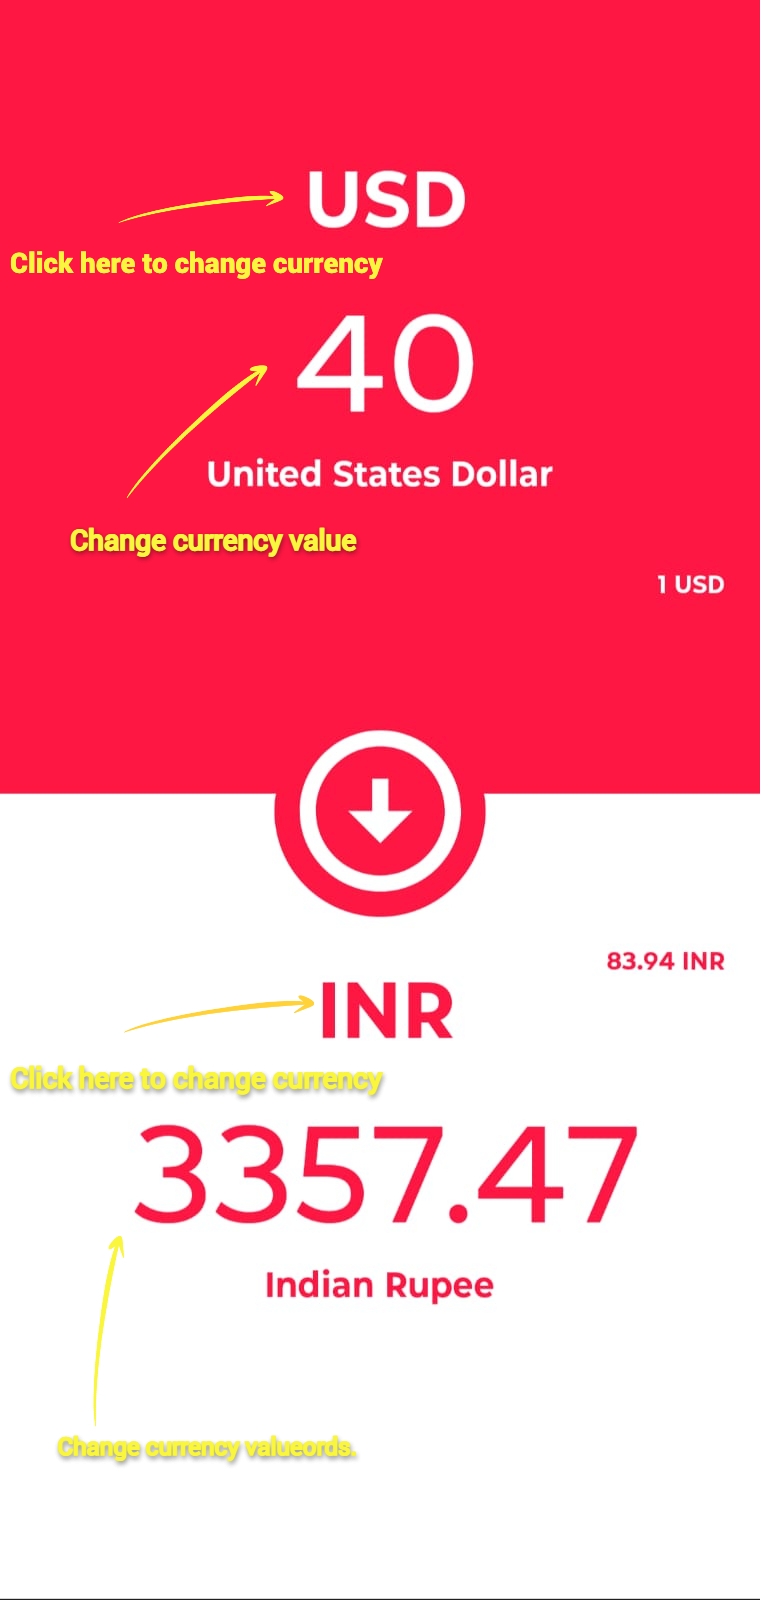 USD
Click here to change currency
40
United States Dollar
Change currency value
1 USD
83.94 INR
INR
Click here to change currency
3357.47
Indian Rupee
Change currency valueords.